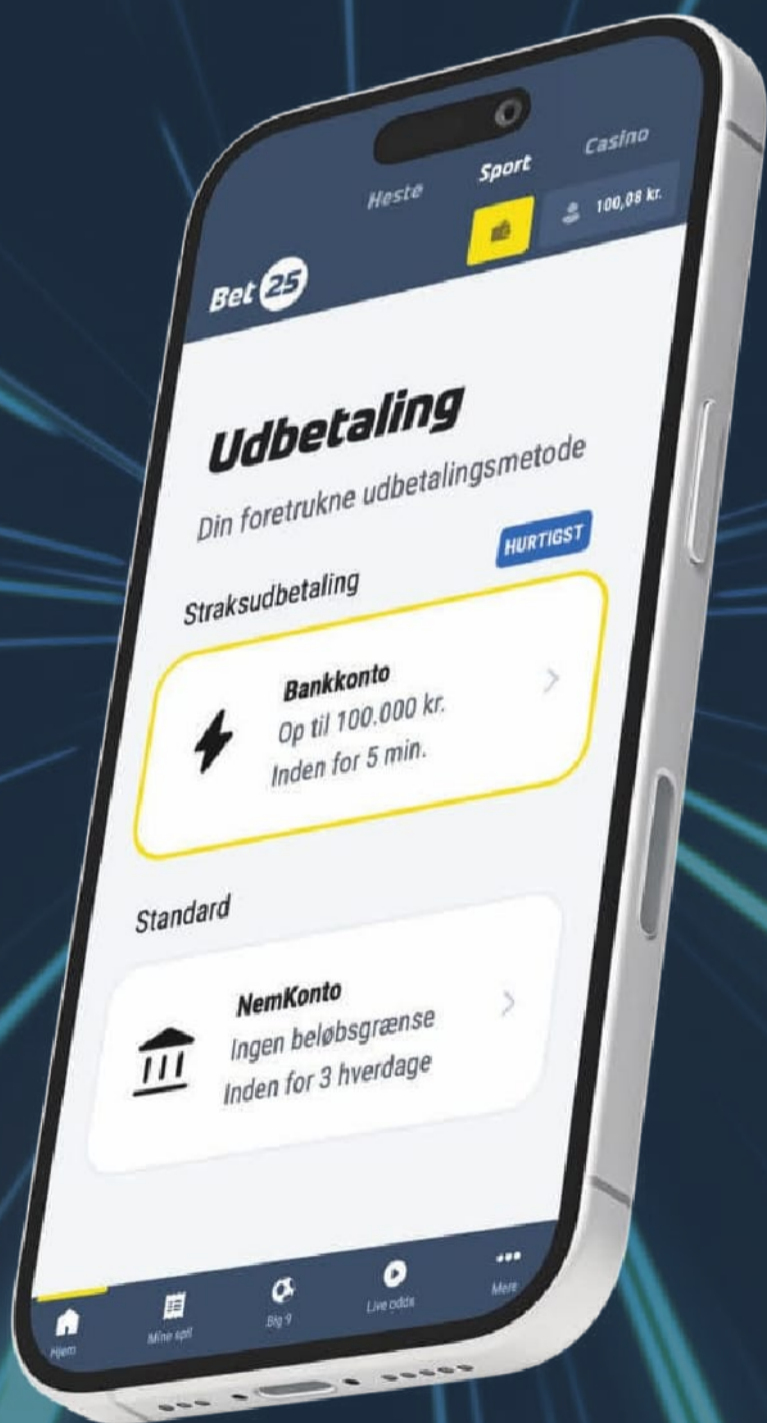 Heste
Sport
Casino
100,08 kr.
Bet 25
Udbetaling
Din foretrukne udbetalingsmetode
HURTIGST
Straksudbetaling
Bankkonto
Op til 100.000 kr.
Inden for 5 min.
Standard
NemKonto
Ingen beløbsgrænse
Inden for 3 hverdage
Hjem
Mine spil
Big 9
Live odds
Mere